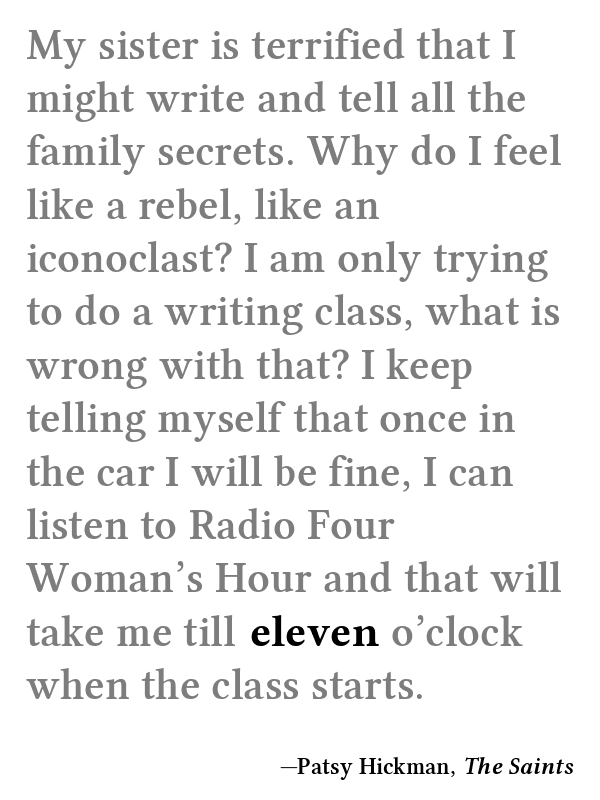 My sister is terrified that I
might write and tell all the
family secrets. Why do I feel
like a rebel, like an
iconoclast? I am only trying
to do a writing class, what is
wrong with that? I keep
telling myself that once in
the car I will be fine, I can
listen to Radio Four
Woman’s Hour and that will
take me till eleven o’clock
when the class starts.
—Patsy Hickman, The Saints